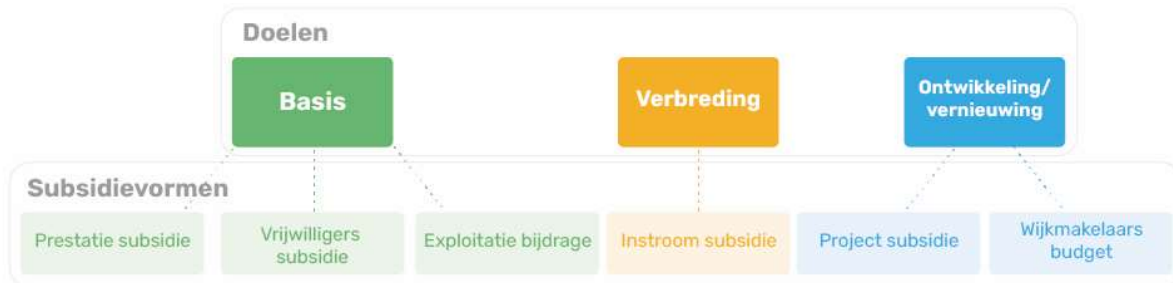 Doelen
Basis
Verbreding
Ontwikkeling/
vernieuwing
Subsidievormen
Prestatie subsidie
Vrijwilligers
subsidie
Exploitatie bijdrage
Instroom subsidie
Project subsidie
Wijkmakelaars
budget